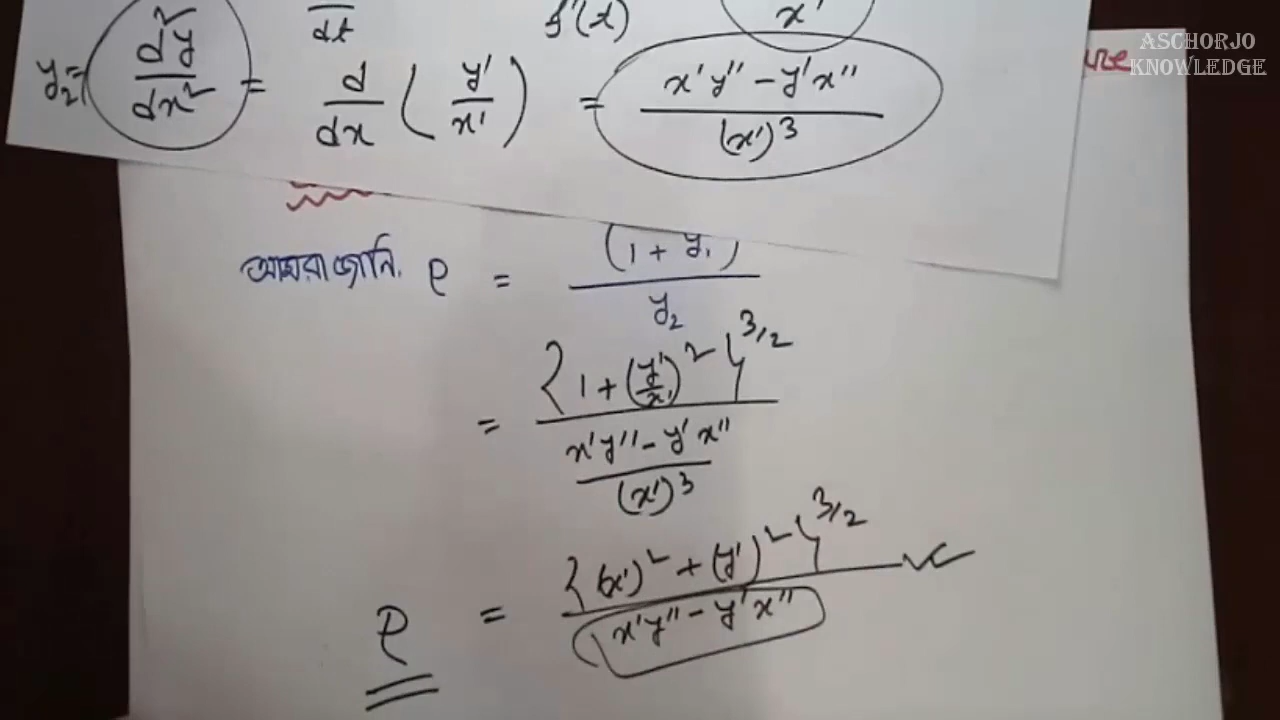 ASCHORJO
KNOWLEDGE
dt f'(t) x'
y₂ = d²y/dx² = d/dx (y'/x') = (x'y'' - y'x'')/(x')³
আমরা জানি, ρ = (1 + y₁)/y₂
= {1 + (y'/x')²}^3/2 / (x'y'' - y'x'')/(x')³
ρ = {(x')² + (y')²}^3/2 / (x'y'' - y'x'')